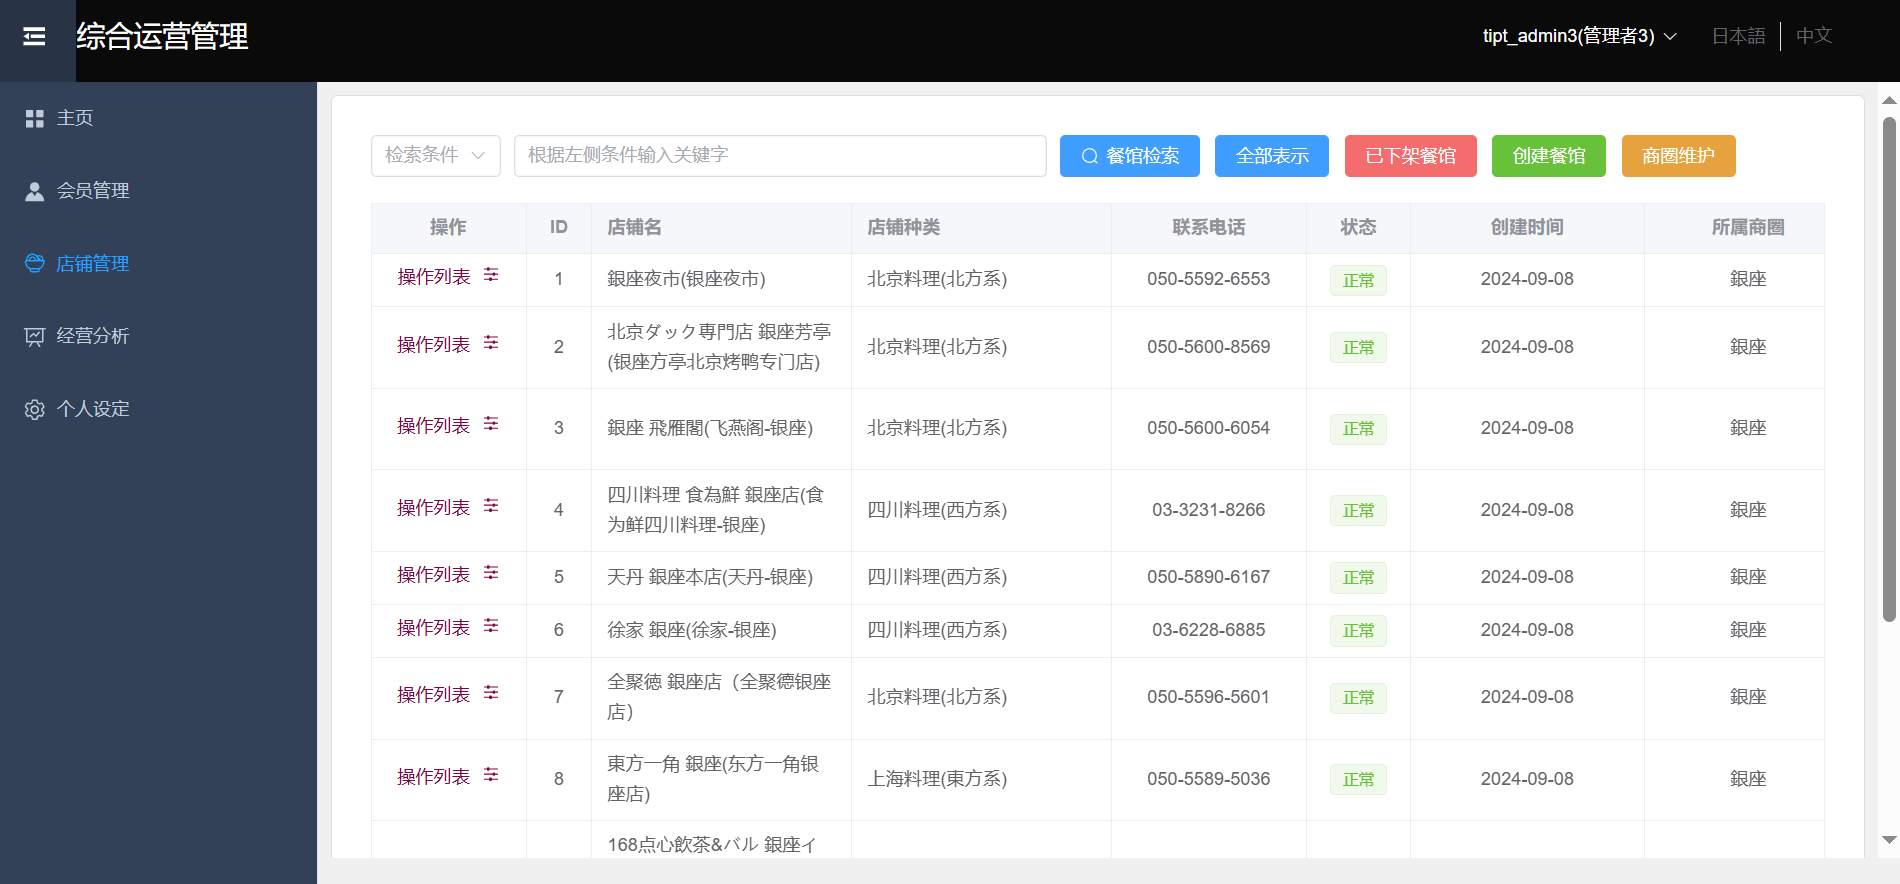 综合运营管理
tipt_admin3(管理者3)
日本語 中文
主页
会员管理
店铺管理
经营分析
个人设定
检索条件 根据左侧条件输入关键字 餐馆检索 全部表示 已下架餐馆 创建餐馆 商圈维护
操作 ID 店铺名 店铺种类 联系电话 状态 创建时间 所属商圈
操作列表 1 銀座夜市(银座夜市) 北京料理(北方系) 050-5592-6553 正常 2024-09-08 銀座
操作列表 2 北京ダック専門店 銀座芳亭
(银座方亭北京烤鸭专门店) 北京料理(北方系) 050-5600-8569 正常 2024-09-08 銀座
操作列表 3 銀座 飛雁閣(飞燕阁-银座) 北京料理(北方系) 050-5600-6054 正常 2024-09-08 銀座
操作列表 4 四川料理 食為鮮 銀座店(食
为鲜四川料理-银座) 四川料理(西方系) 03-3231-8266 正常 2024-09-08 銀座
操作列表 5 天丹 銀座本店(天丹-银座) 四川料理(西方系) 050-5890-6167 正常 2024-09-08 銀座
操作列表 6 徐家 銀座(徐家-银座) 四川料理(西方系) 03-6228-6885 正常 2024-09-08 銀座
操作列表 7 全聚徳 銀座店（全聚德银座
店） 北京料理(北方系) 050-5596-5601 正常 2024-09-08 銀座
操作列表 8 東方一角 銀座(东方一角银
座店) 上海料理(東方系) 050-5589-5036 正常 2024-09-08 銀座
168点心飲茶&バル 銀座イ